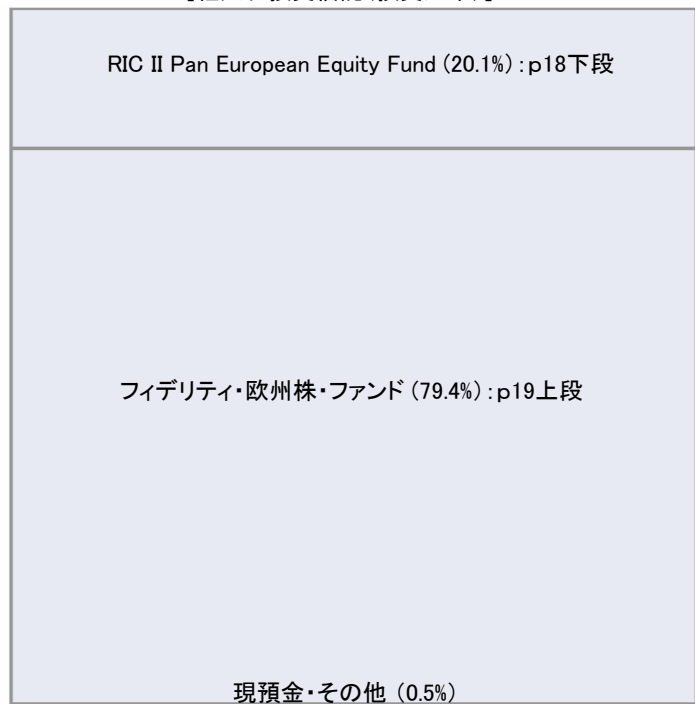 RIC II Pan European Equity Fund (20.1%) : p18下段
フィデリティ・欧州株・ファンド (79.4%) : p19上段
現預金・その他 (0.5%)